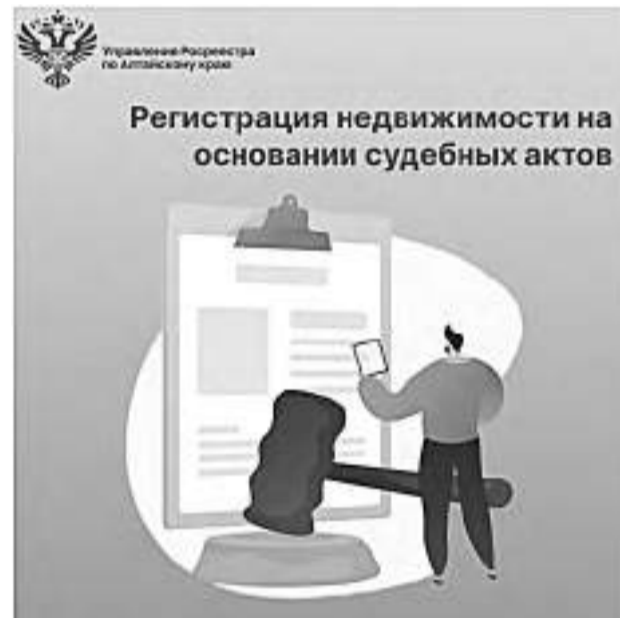 Управление Росреестра
по Алтайскому краю
Регистрация недвижимости на
основании судебных актов